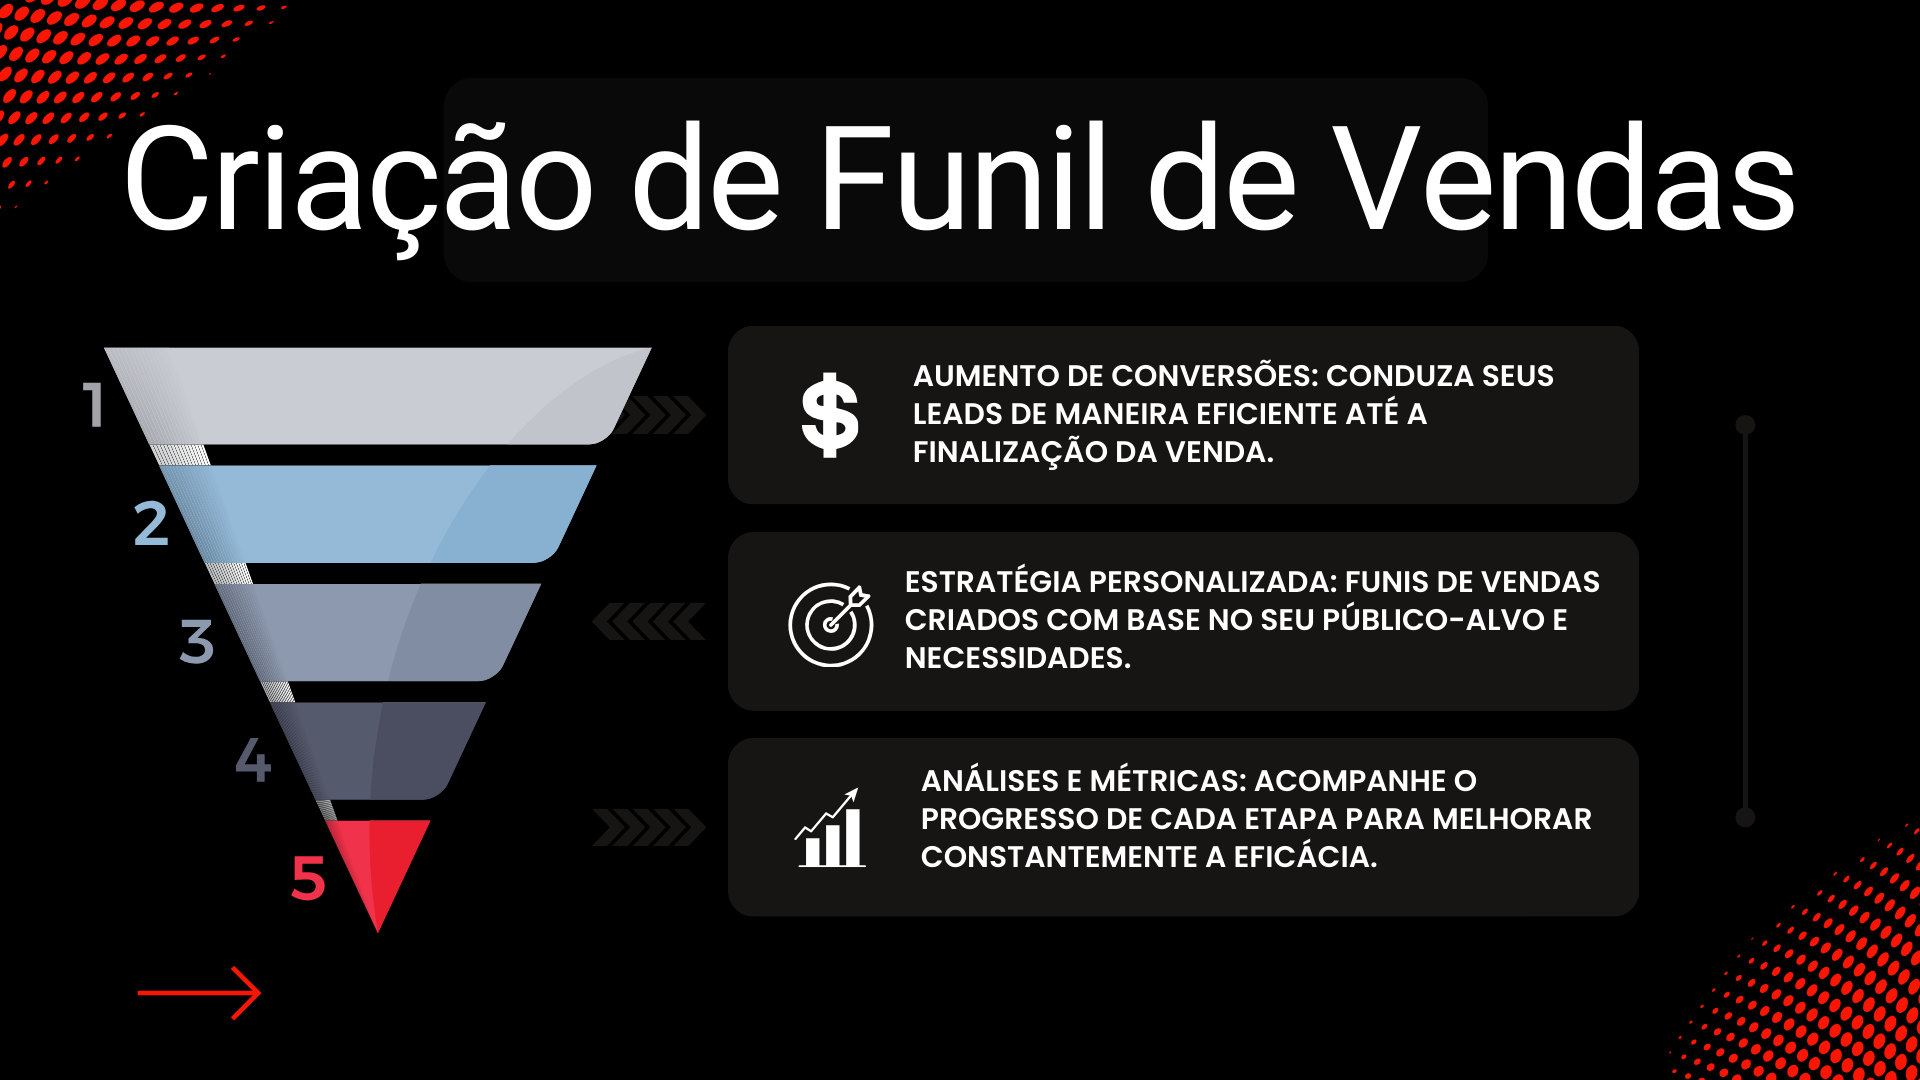 Criação de Funil de Vendas
1
2
3
4
5
AUMENTO DE CONVERSÕES: CONDUZA SEUS
LEADS DE MANEIRA EFICIENTE ATÉ A
FINALIZAÇÃO DA VENDA.
ESTRATÉGIA PERSONALIZADA: FUNIS DE VENDAS
CRIADOS COM BASE NO SEU PÚBLICO-ALVO E
NECESSIDADES.
ANÁLISES E MÉTRICAS: ACOMPANHE O
PROGRESSO DE CADA ETAPA PARA MELHORAR
CONSTANTEMENTE A EFICÁCIA.